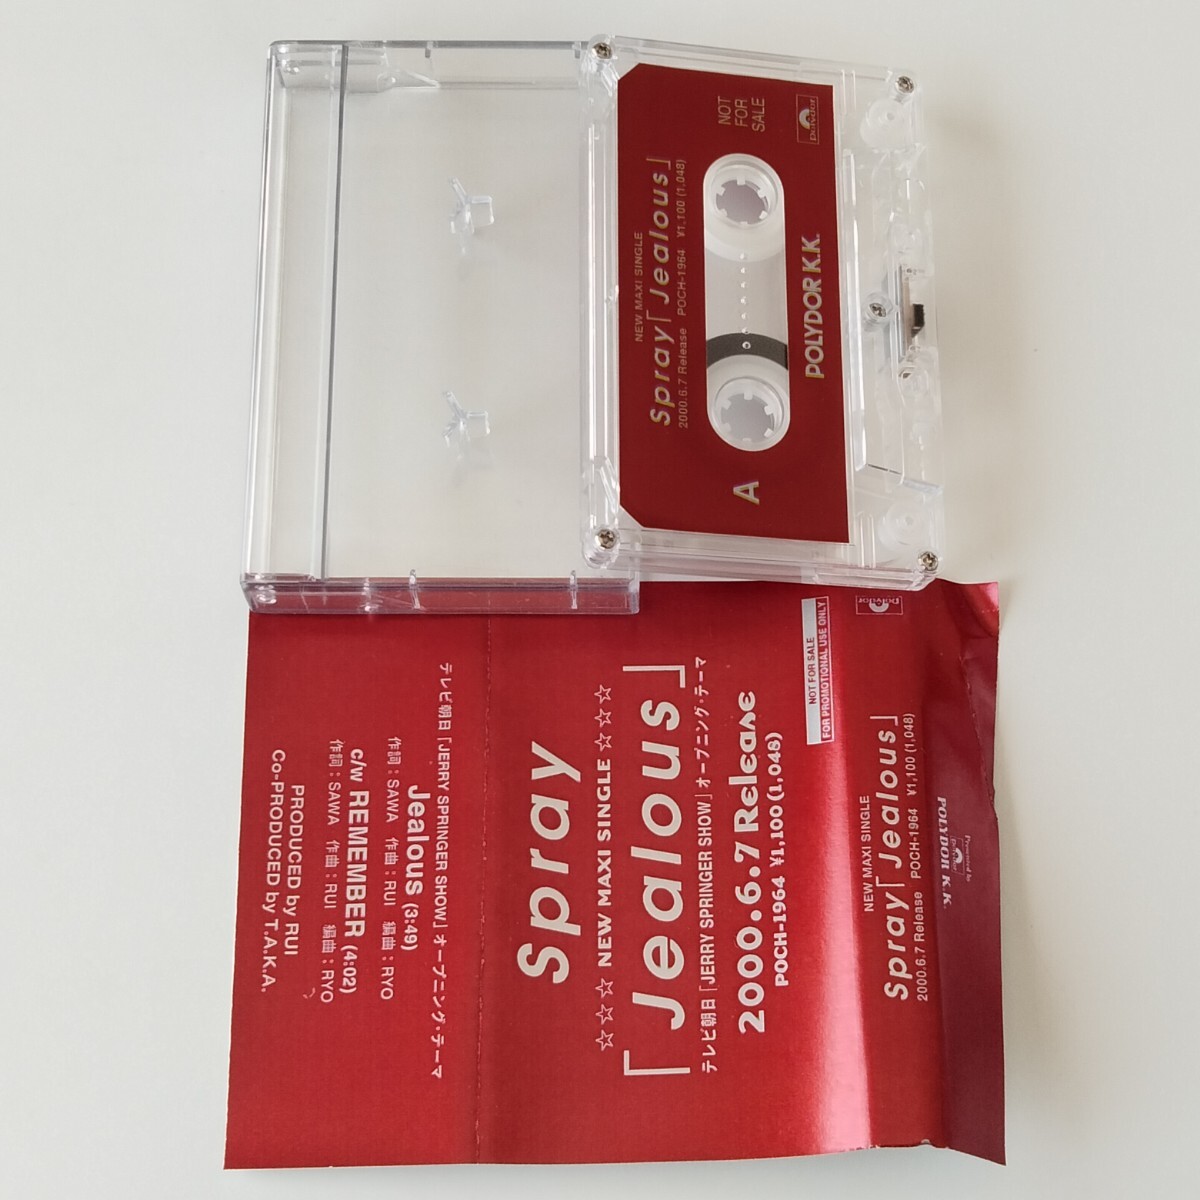 NOT
FOR
SALE
polydor
NEW MAXI SINGLE
Spray「Jealous」
2000.6.7 Release POCH-1964 ¥1,100 (1,048)
POLYDOR K.K.
A
polydor
NOT FOR SALE
FOR PROMOTIONAL USE ONLY
Spray
☆☆☆☆ NEW MAXI SINGLE ☆☆☆☆
「Jealous」
テレビ朝日「JERRY SPRINGER SHOW」オープニング・テーマ
2000.6.7 Release
POCH-1964 ¥1,100 (1,048)
テレビ朝日「JERRY SPRINGER SHOW」オープニング・テーマ
Jealous (3:49)
作詞：SAWA 作曲：RUI 編曲：RYO
c/w REMEMBER (4:02)
作詞：SAWA 作曲：RUI 編曲：RYO
PRODUCED by RUI
Co-PRODUCED by T.A.K.A.
NEW MAXI SINGLE
Spray「Jealous」
2000.6.7 Release POCH-1964 ¥1,100 (1,048)
Presented by
polydor
POLYDOR K.K.